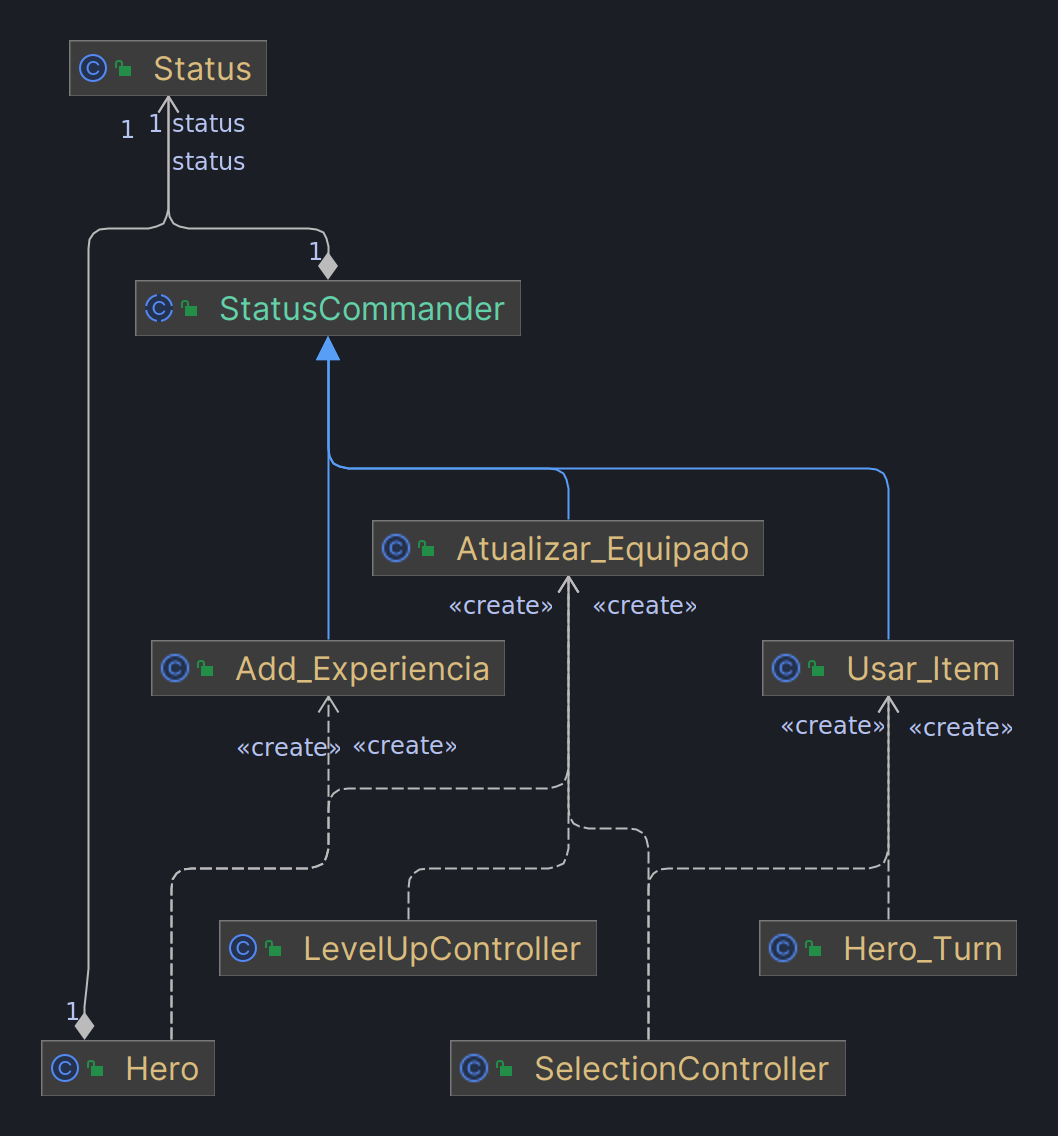 Status
1 1 status
status
1
StatusCommander
Atualizar_Equipado
«create» «create»
Add_Experiencia
Usar_Item
«create» «create»
«create» «create»
LevelUpController
Hero_Turn
1
Hero
SelectionController